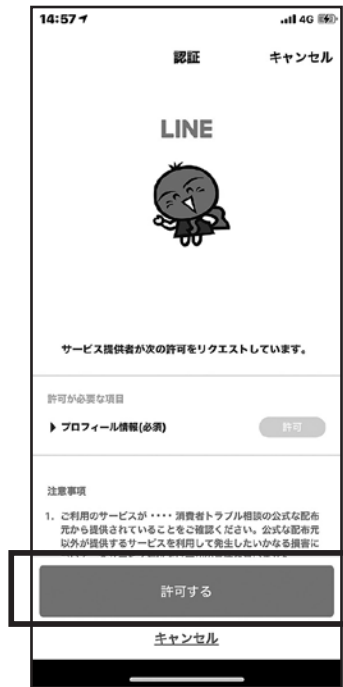 14:57
4G
認証
キャンセル
LINE
サービス提供者が次の許可をリクエストしています。
許可が必要な項目
▶ プロフィール情報(必須)
許可
注意事項
1. ご利用のサービスが・・・・消費者トラブル相談の公式な配布
元から提供されていることをご確認ください。公式な配布元
以外が提供するサービスを利用して発生したいかなる損害に
許可する
キャンセル